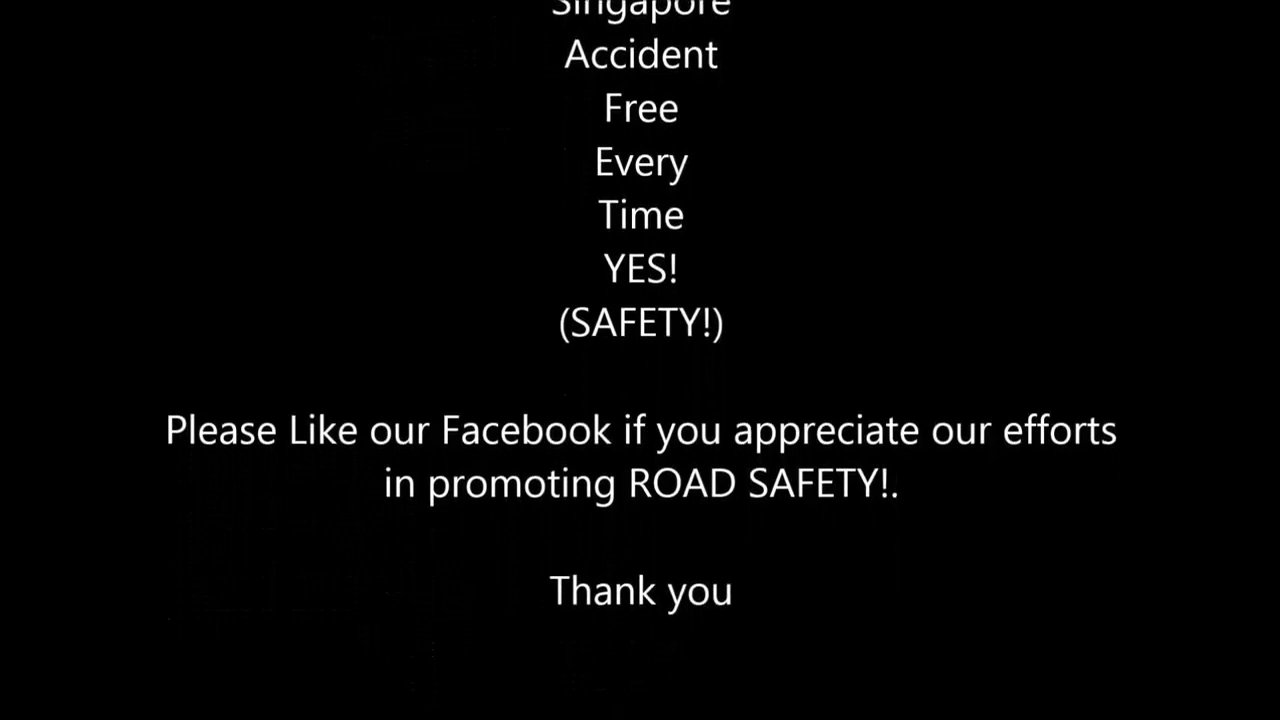 Singapore
Accident
Free
Every
Time
YES!
(SAFETY!)
Please Like our Facebook if you appreciate our efforts
in promoting ROAD SAFETY!.
Thank you